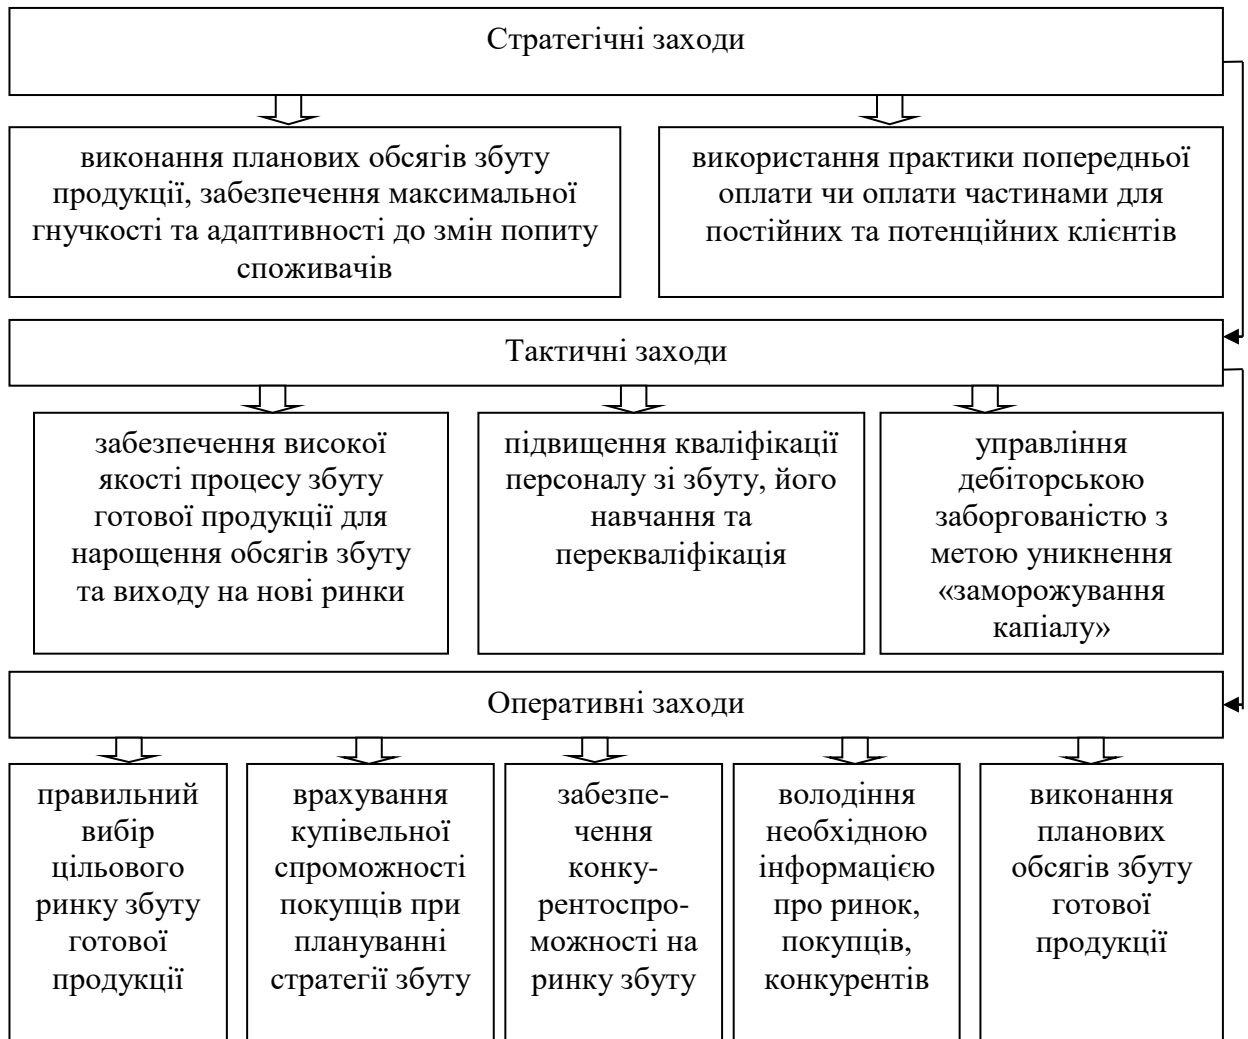 Стратегічні заходи
виконання планових обсягів збуту
продукції, забезпечення максимальної
гнучкості та адаптивності до змін попиту
споживачів
використання практики попередньої
оплати чи оплати частинами для
постійних та потенційних клієнтів
Тактичні заходи
забезпечення високої
якості процесу збуту
готової продукції для
нарощення обсягів збуту
та виходу на нові ринки
підвищення кваліфікації
персоналу зі збуту, його
навчання та
перекваліфікація
управління
дебіторською
заборгованістю з
метою уникнення
«заморожування
капіалу»
Оперативні заходи
правильний
вибір
цільового
ринку збуту
готової
продукції
врахування
купівельної
спроможності
покупців при
плануванні
стратегії збуту
забезпе-
чення
конку-
рентоспро-
можності на
ринку збуту
володіння
необхідною
інформацією
про ринок,
покупців,
конкурентів
виконання
планових
обсягів збуту
готової
продукції